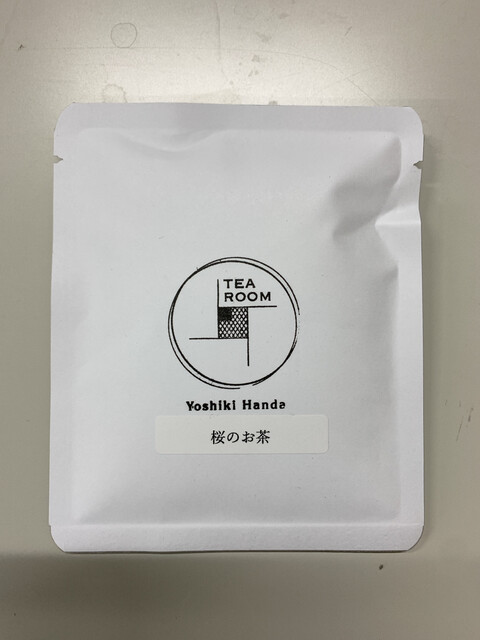 TEA
ROOM
Yoshiki Handa
桜のお茶